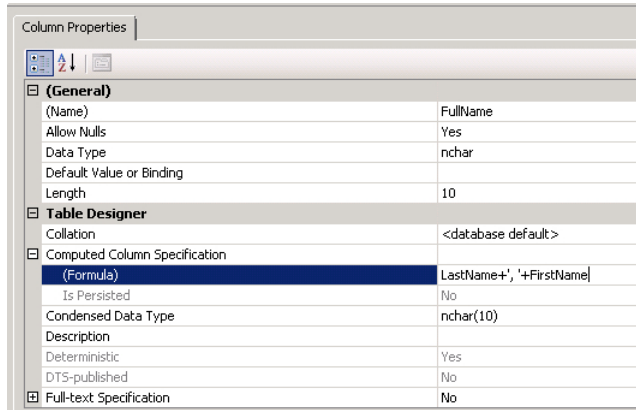 Column Properties
(General)
(Name) FullName
Allow Nulls Yes
Data Type nchar
Default Value or Binding
Length 10
Table Designer
Collation <database default>
Computed Column Specification
(Formula) LastName+', '+FirstName
Is Persisted No
Condensed Data Type nchar(10)
Description
Deterministic Yes
DTS-published No
Full-text Specification No